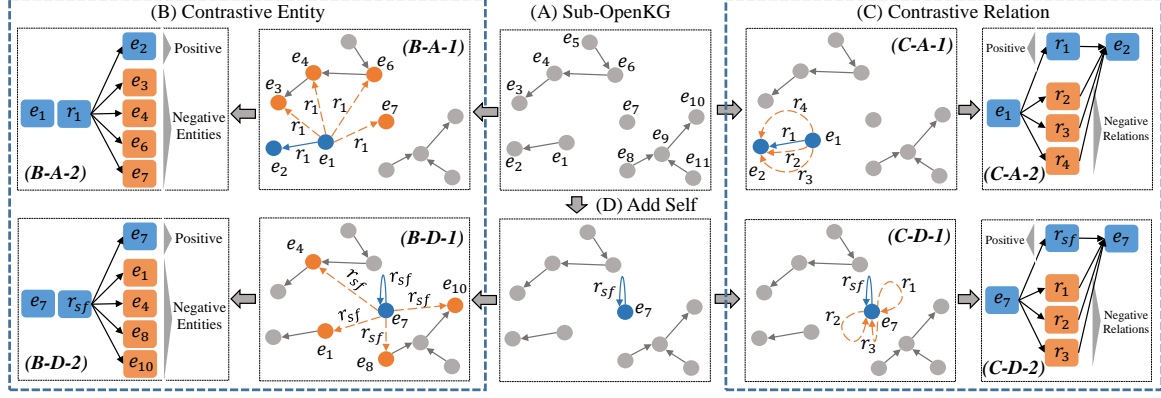 (B) Contrastive Entity
(A) Sub-OpenKG
(C) Contrastive Relation
e2
Positive
e1 r1
e3
e4
e6
e7
Negative
Entities
(B-A-2)
(B-A-1)
e4
e6
e3
r1
r1
r1
e7
r1
e1
r1
e2
e5
e4
e6
e3
e7
e10
e9
e2
e1
e8
e11
(C-A-1)
r4
r1
e1
r2
e2
r3
Positive
r1
e2
e1
r2
r3
r4
Negative
Relations
(C-A-2)
(D) Add Self
e7
Positive
e7 rsf
e1
e4
e8
e10
Negative
Entities
(B-D-2)
(B-D-1)
e4
rsf
rsf
e10
rsf
e7
rsf
rsf
e1
e8
rsf
e7
(C-D-1)
rsf
r1
r2
e7
r3
Positive
rsf
e7
e7
r1
r2
r3
Negative
Relations
(C-D-2)